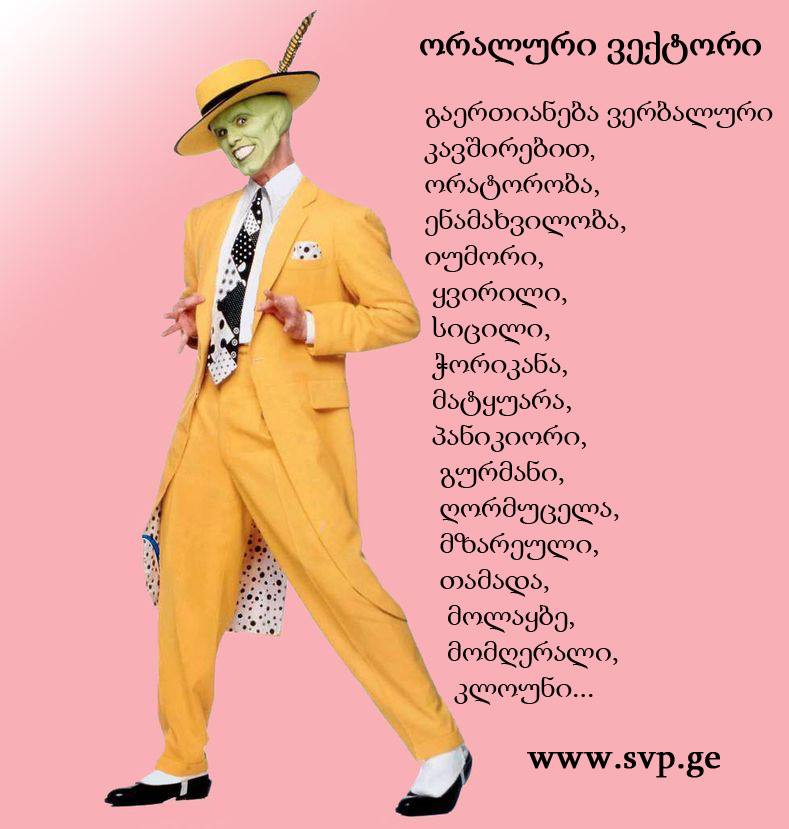 ორალური ვექტორი
გაერთიანება ვერბალური
კავშირებით,
ორატორობა,
ენამახვილობა,
იუმორი,
ყვირილი,
სიცილი,
ჭორიკანა,
მატყუარა,
პანიკიორი,
გურმანი,
ღორმუცელა,
მზარეული,
თამადა,
მოლაყბე,
მომღერალი,
კლოუნი...
www.svp.ge